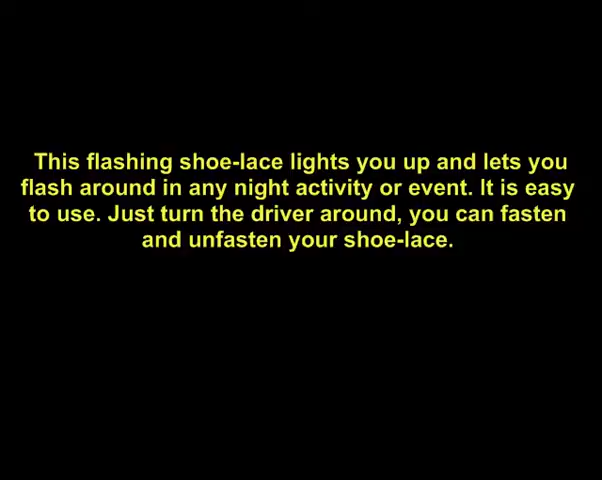 This flashing shoe-lace lights you up and lets you
flash around in any night activity or event. It is easy
to use. Just turn the driver around, you can fasten
and unfasten your shoe-lace.